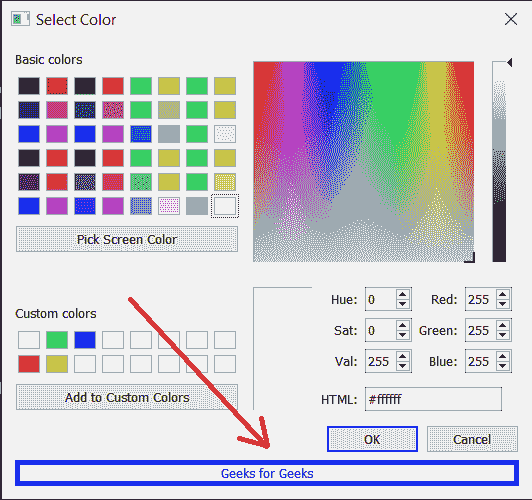 Select Color
Basic colors
Pick Screen Color
Custom colors
Add to Custom Colors
Hue: 0 Red: 255
Sat: 0 Green: 255
Val: 255 Blue: 255
HTML: #ffffff
OK Cancel
Geeks for Geeks